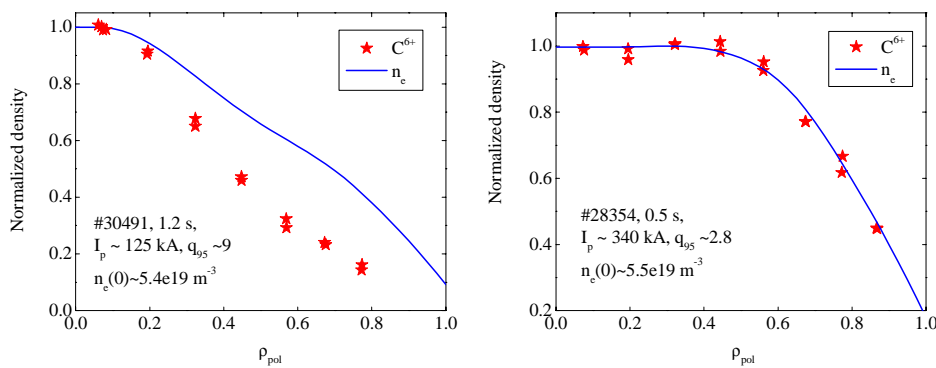 Normalized density
1.0
0.8
0.6
0.4
0.2
0.0
C6+
ne
#30491, 1.2 s,
Ip ~ 125 kA, q95 ~9
ne(0)~5.4e19 m-3
0.0 0.2 0.4 0.6 0.8 1.0
ρpol
Normalized density
1.0
0.8
0.6
0.4
0.2
C6+
ne
#28354, 0.5 s,
Ip ~ 340 kA, q95 ~2.8
ne(0)~5.5e19 m-3
0.0 0.2 0.4 0.6 0.8 1.0
ρpol